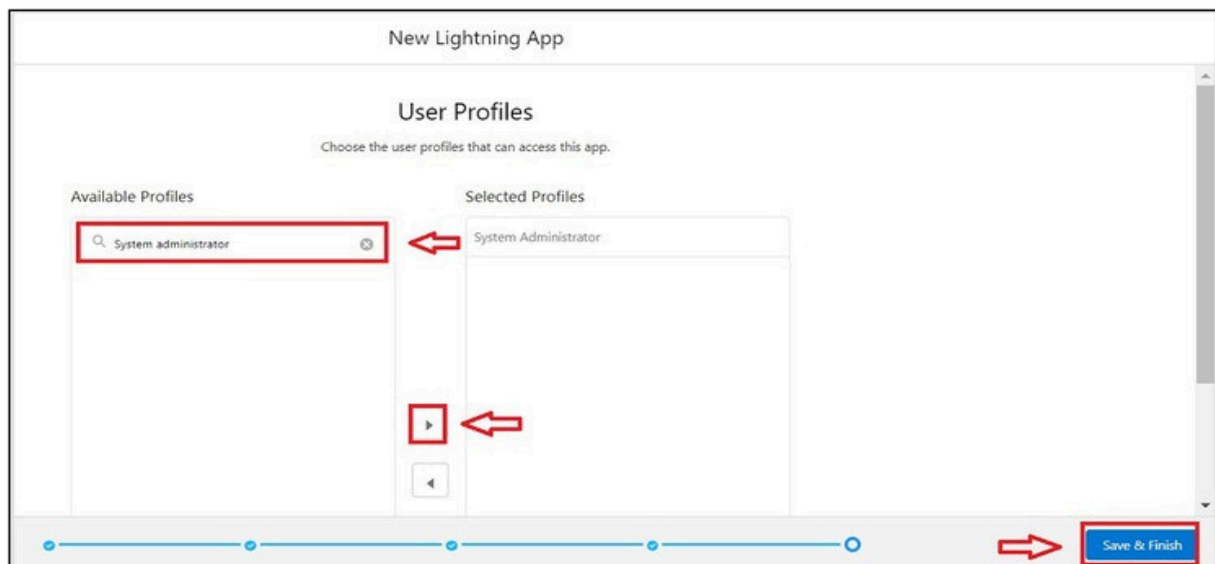 New Lightning App
User Profiles
Choose the user profiles that can access this app.
Available Profiles
Selected Profiles
System administrator
System Administrator
Save & Finish